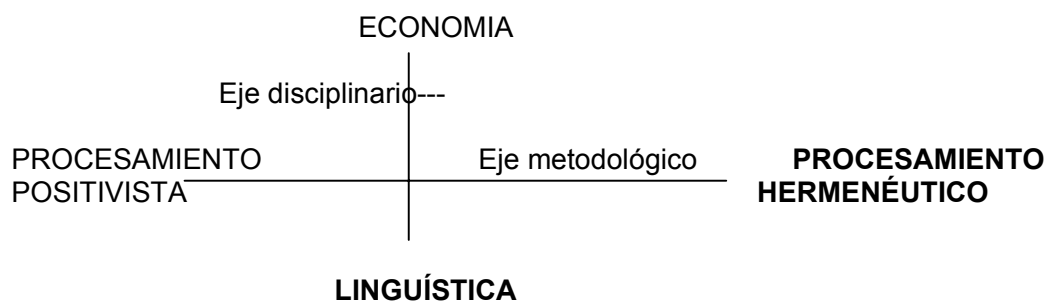 ECONOMIA
Eje disciplinario---
PROCESAMIENTO Eje metodológico PROCESAMIENTO
POSITIVISTA HERMENÉUTICO
LINGUÍSTICA